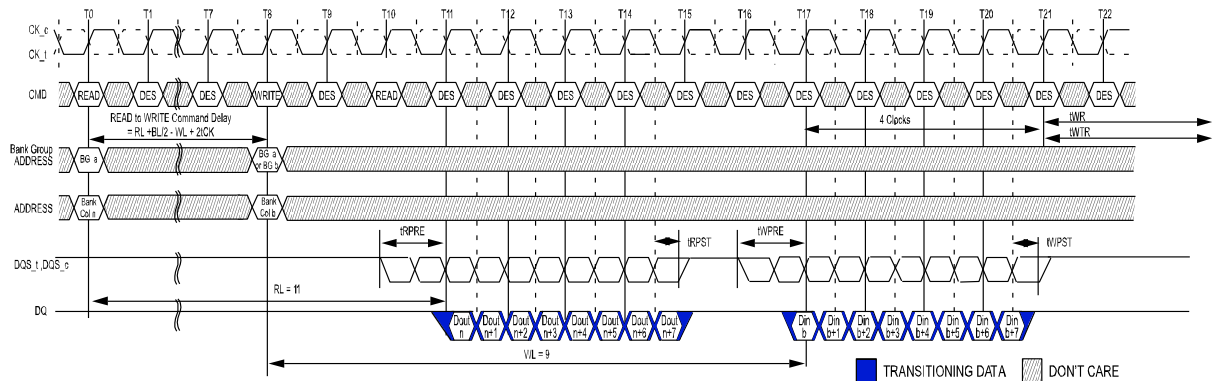 T0 T1 T7 T8 T9 T10 T11 T12 T13 T14 T15 T16 T17 T18 T19 T20 T21 T22
CK_c
CK_t
CMD READ DES DES WRITE DES READ DES DES DES DES DES DES DES DES DES DES DES DES
READ to WRITE Command Delay
= RL +BL/2 - WL + 2tCK
4 Clocks
tWR
tWTR
Bank Group
ADDRESS
BG a
BG a
or BG b
ADDRESS
Bank
Col n
Bank
Col b
tRPRE tRPST tWPRE tWPST
DQS_t ,DQS_c
RL = 11
DQ
Dout Dout Dout Dout Dout Dout Dout Dout Din Din Din Din Din Din Din Din
n n+1 n+2 n+3 n+4 n+5 n+6 n+7 b b+1 b+2 b+3 b+4 b+5 b+6 b+7
WL = 9
TRANSITIONING DATA DON'T CARE